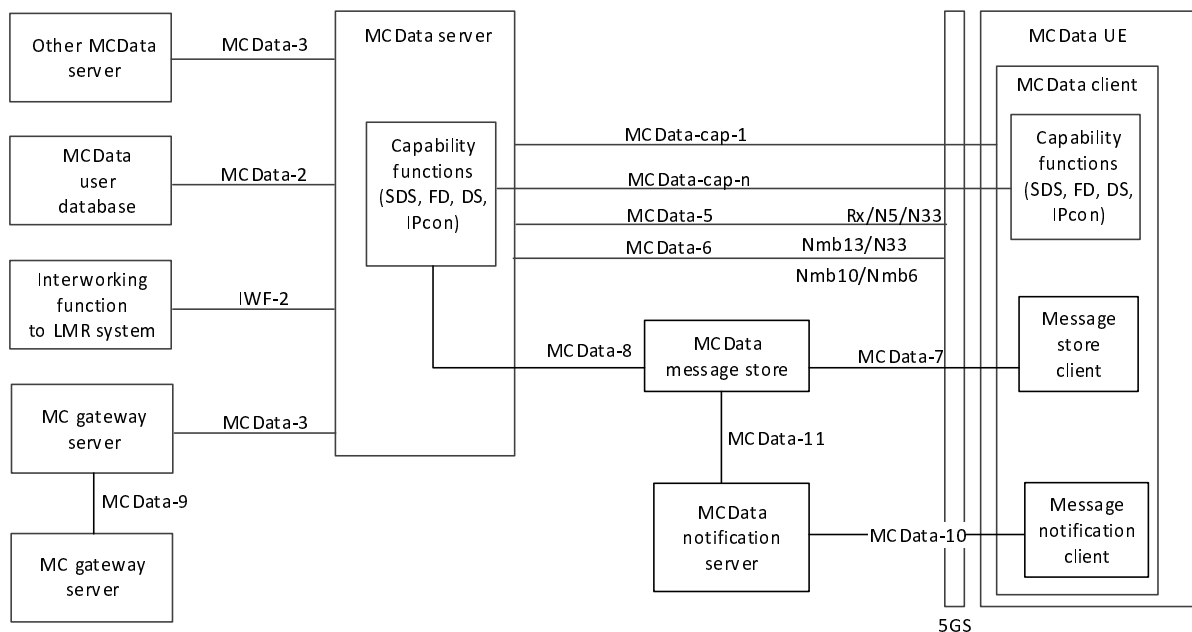 Other MCData
server
MCData-3
MCData server
MCData UE
MCData client
MCData
user
database
MCData-2
Capability
functions
(SDS, FD, DS,
IPcon)
MCData-cap-1
MCData-cap-n
MCData-5
Rx/N5/N33
MCData-6
Nmb13/N33
Nmb10/Nmb6
Capability
functions
(SDS, FD, DS,
IPcon)
Interworking
function
to LMR system
IWF-2
MCData-8
MCData
message store
MCData-7
Message
store
client
MC gateway
server
MCData-3
MCData-11
MCData-9
MCData
notification
server
MCData-10
Message
notification
client
MC gateway
server
5GS